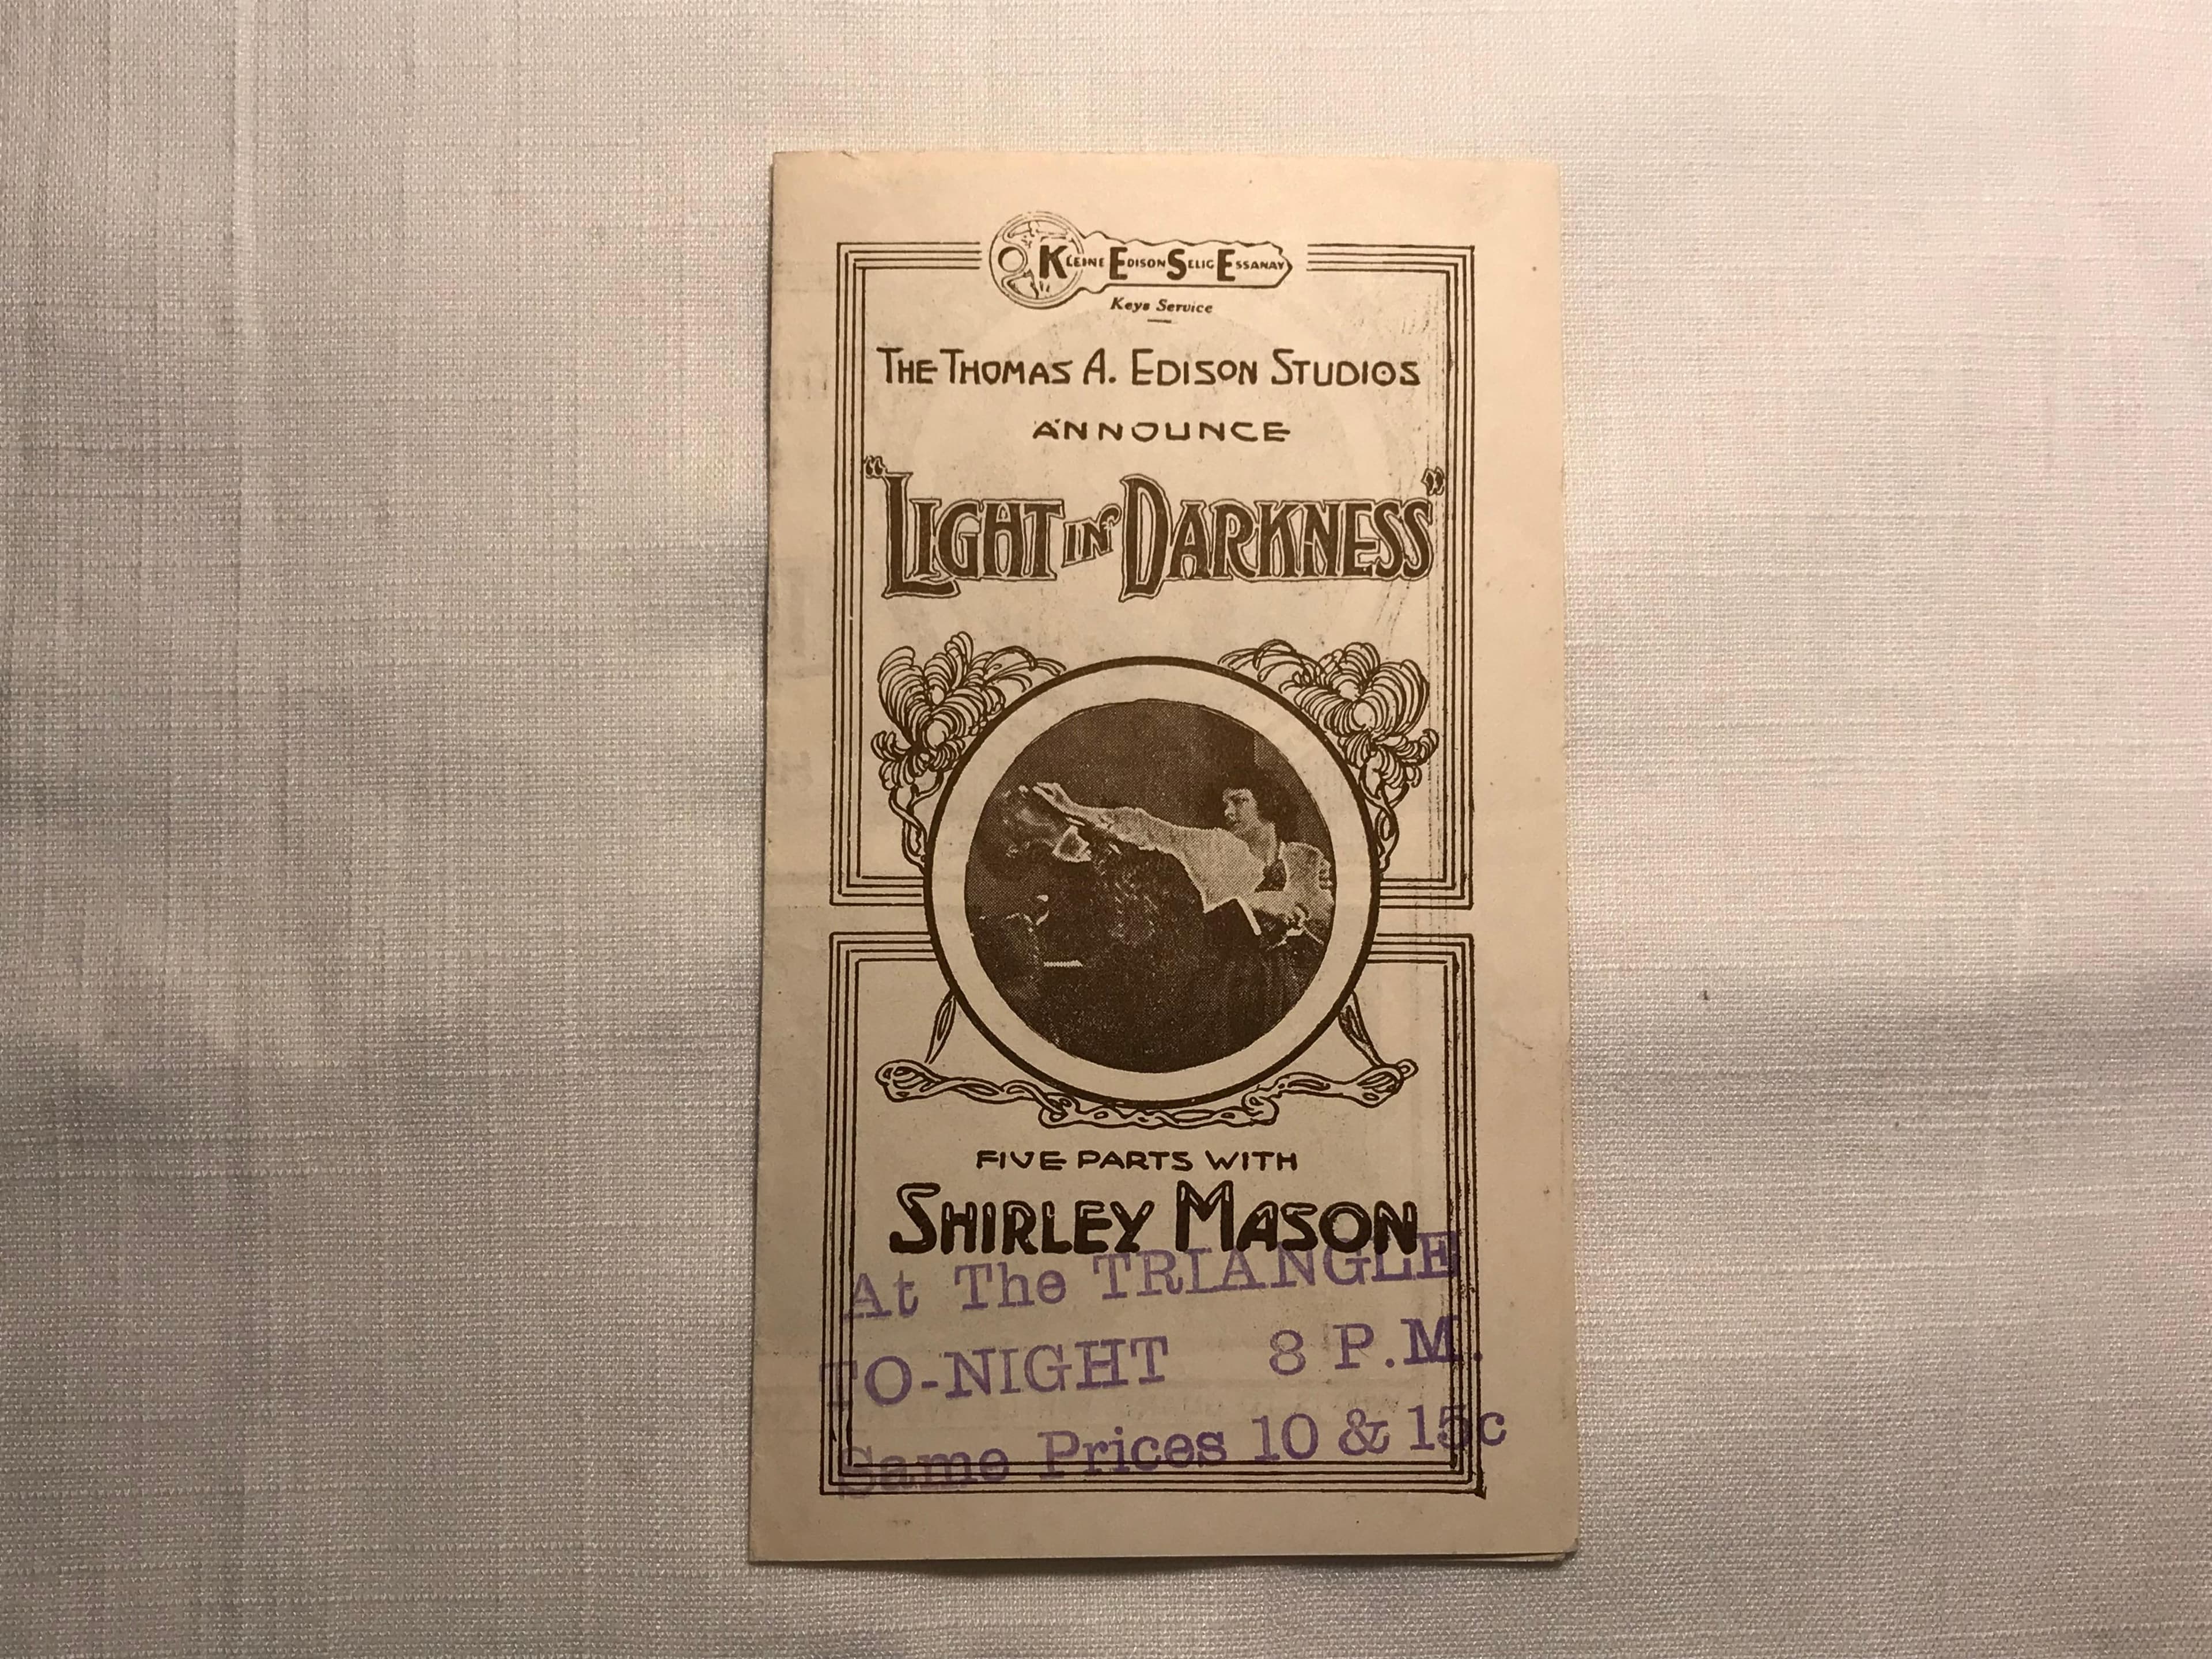 KLEINE EDISON SELIG ESSANAY
Keys Service
THE THOMAS A. EDISON STUDIOS
ANNOUNCE
"LIGHT IN DARKNESS"
FIVE PARTS WITH
SHIRLEY MASON
At The TRIANGLE
TO-NIGHT 8 P.M.
Same Prices 10 & 15c